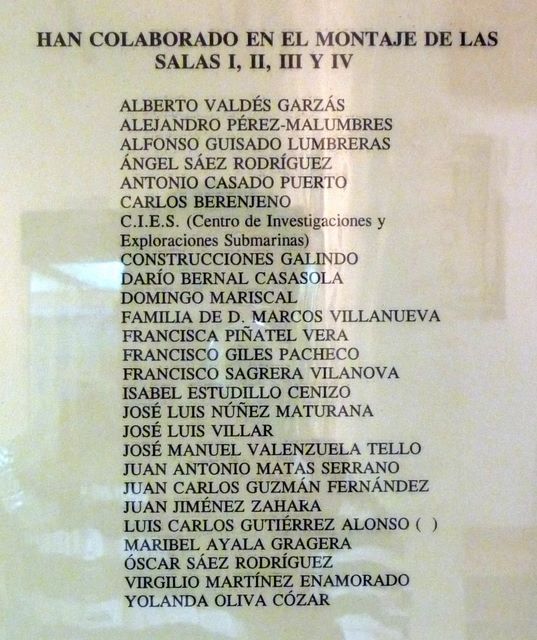 HAN COLABORADO EN EL MONTAJE DE LAS
SALAS I, II, III Y IV
ALBERTO VALDÉS GARZÁS
ALEJANDRO PÉREZ-MALUMBRES
ALFONSO GUISADO LUMBRERAS
ÁNGEL SÁEZ RODRÍGUEZ
ANTONIO CASADO PUERTO
CARLOS BERENJENO
C.I.E.S. (Centro de Investigaciones y
Exploraciones Submarinas)
CONSTRUCCIONES GALINDO
DARÍO BERNAL CASASOLA
DOMINGO MARISCAL
FAMILIA DE D. MARCOS VILLANUEVA
FRANCISCA PIÑATEL VERA
FRANCISCO GILES PACHECO
FRANCISCO SAGRERA VILANOVA
ISABEL ESTUDILLO CENIZO
JOSÉ LUIS NÚÑEZ MATURANA
JOSÉ LUIS VILLAR
JOSÉ MANUEL VALENZUELA TELLO
JUAN ANTONIO MATAS SERRANO
JUAN CARLOS GUZMÁN FERNÁNDEZ
JUAN JIMÉNEZ ZAHARA
LUIS CARLOS GUTIÉRREZ ALONSO ( )
MARIBEL AYALA GRAGERA
ÓSCAR SÁEZ RODRÍGUEZ
VIRGILIO MARTÍNEZ ENAMORADO
YOLANDA OLIVA CÓZAR